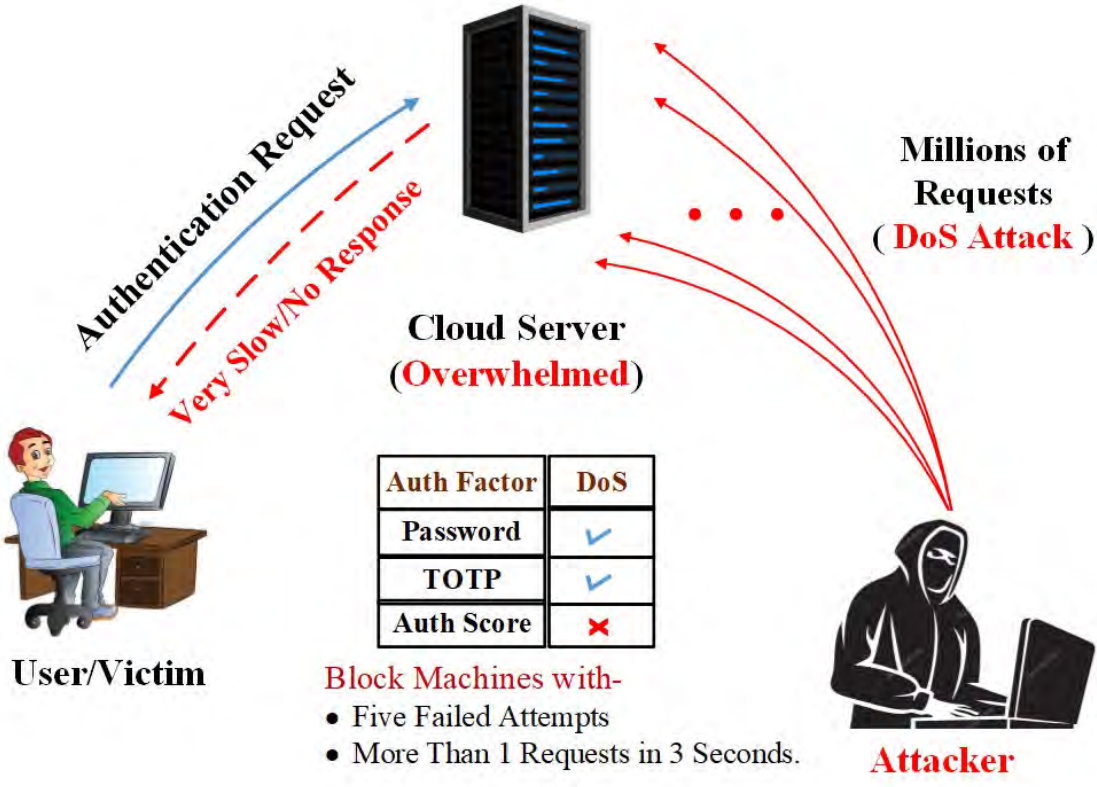 Authentication Request
Very Slow/No Response
Millions of
Requests
( DoS Attack )
Cloud Server
(Overwhelmed)
Auth Factor DoS
Password ✓
TOTP ✓
Auth Score ✗
User/Victim
Block Machines with-
• Five Failed Attempts
• More Than 1 Requests in 3 Seconds.
Attacker